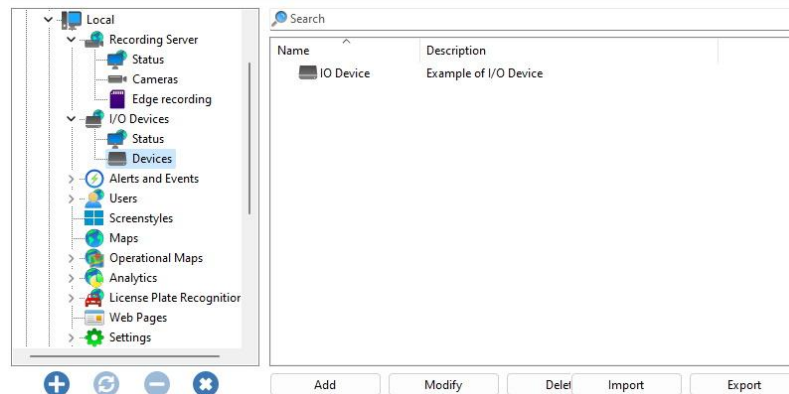 Local
Recording Server
Status
Cameras
Edge recording
I/O Devices
Status
Devices
Alerts and Events
Users
Screenstyles
Maps
Operational Maps
Analytics
License Plate Recognition
Web Pages
Settings
Search
Name Description
IO Device Example of I/O Device
Add Modify Delet Import Export